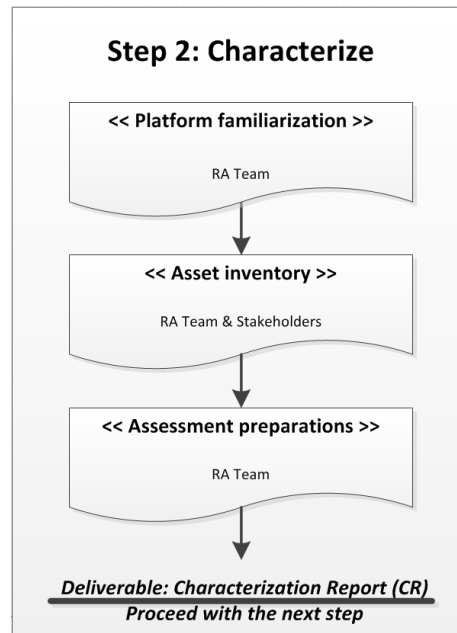 Step 2: Characterize
<< Platform familiarization >>
RA Team
<< Asset inventory >>
RA Team & Stakeholders
<< Assessment preparations >>
RA Team
Deliverable: Characterization Report (CR)
Proceed with the next step